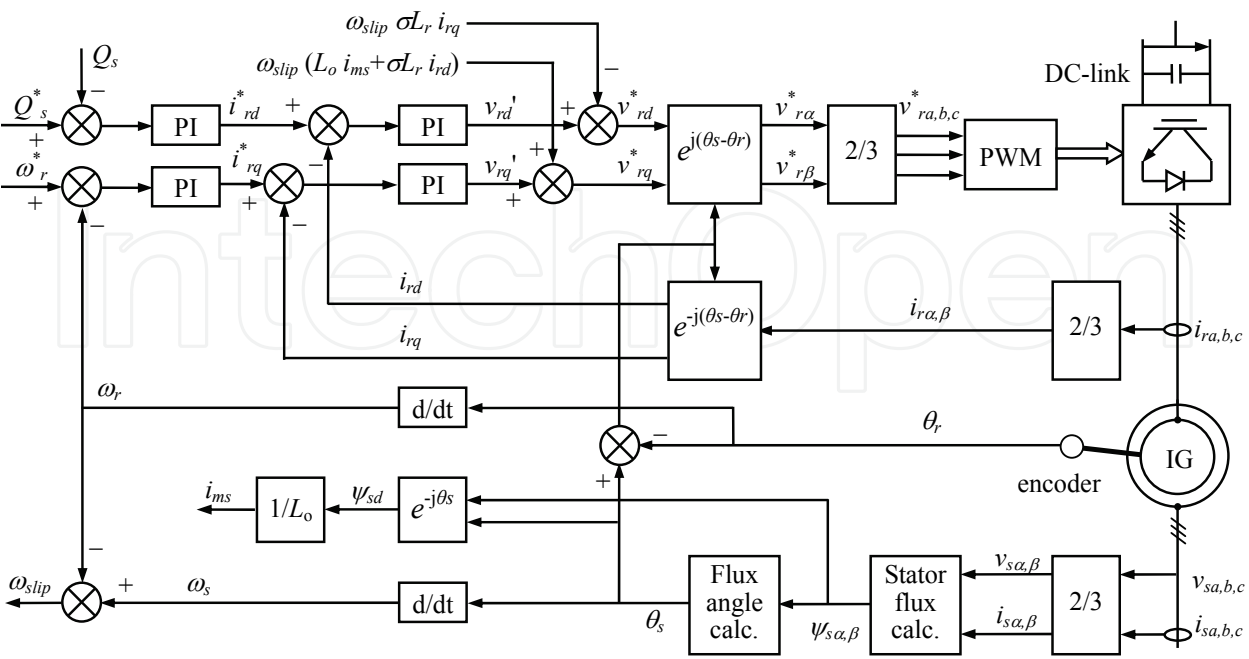 ω_slip σL_r i_rq
Q_s
ω_slip (L_o i_ms+σL_r i_rd)
DC-link
Q*_s
+
−
PI
i*_rd
+
−
PI
v_rd'
+
−
v*_rd
e^j(θs-θr)
v*_rα
2/3
v*_ra,b,c
PWM
ω*_r
+
−
PI
i*_rq
+
−
PI
v_rq'
+
+
v*_rq
v*_rβ
IntechOpen
i_rd
i_rq
e^-j(θs-θr)
i_rα,β
2/3
i_ra,b,c
ω_r
d/dt
−
θ_r
IG
encoder
+
i_ms
1/L_o
ψ_sd
e^-jθs
−
ω_slip
+
ω_s
d/dt
θ_s
Flux
angle
calc.
ψ_sα,β
Stator
flux
calc.
v_sα,β
i_sα,β
2/3
v_sa,b,c
i_sa,b,c